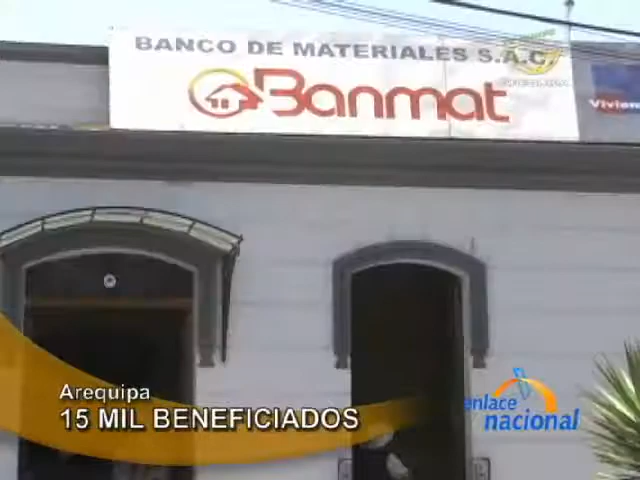 BANCO DE MATERIALES S.A.C.
Banmat
Vivien
Arequipa
15 MIL BENEFICIADOS
enlace
nacional